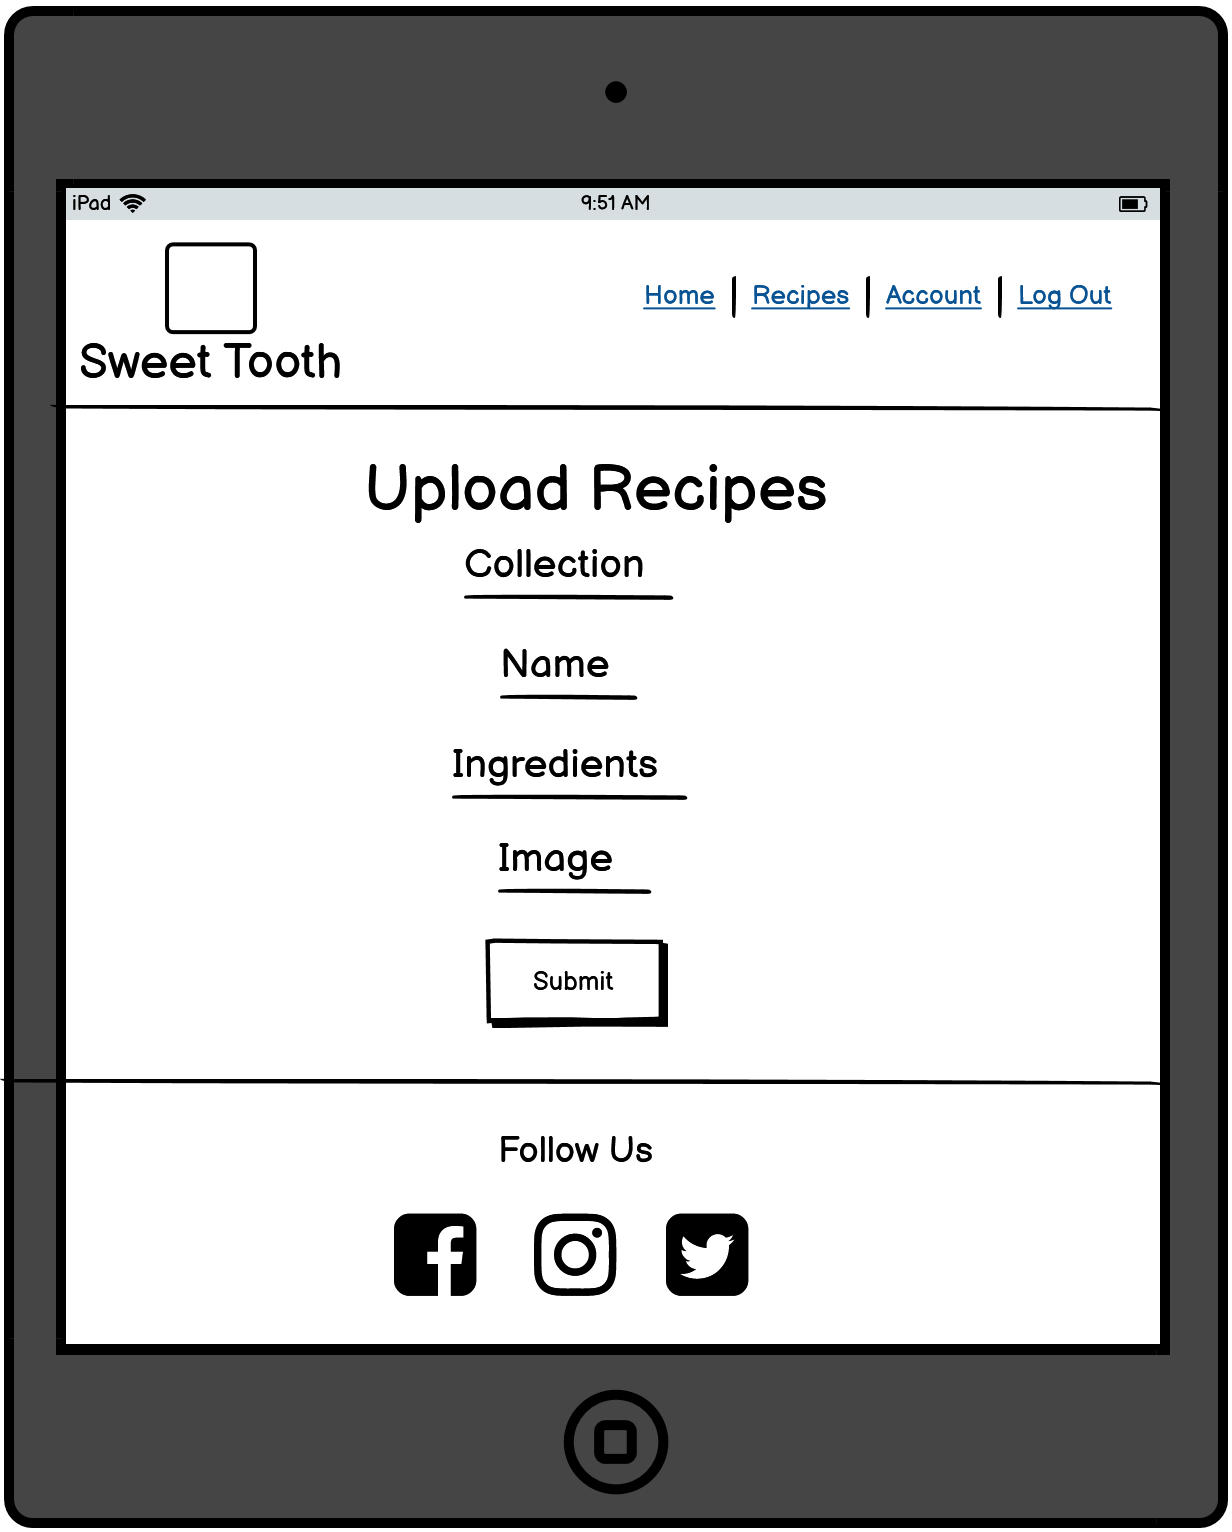 iPad 9:51 AM
Home Recipes Account Log Out
Sweet Tooth
Upload Recipes
Collection
Name
Ingredients
Image
Submit
Follow Us